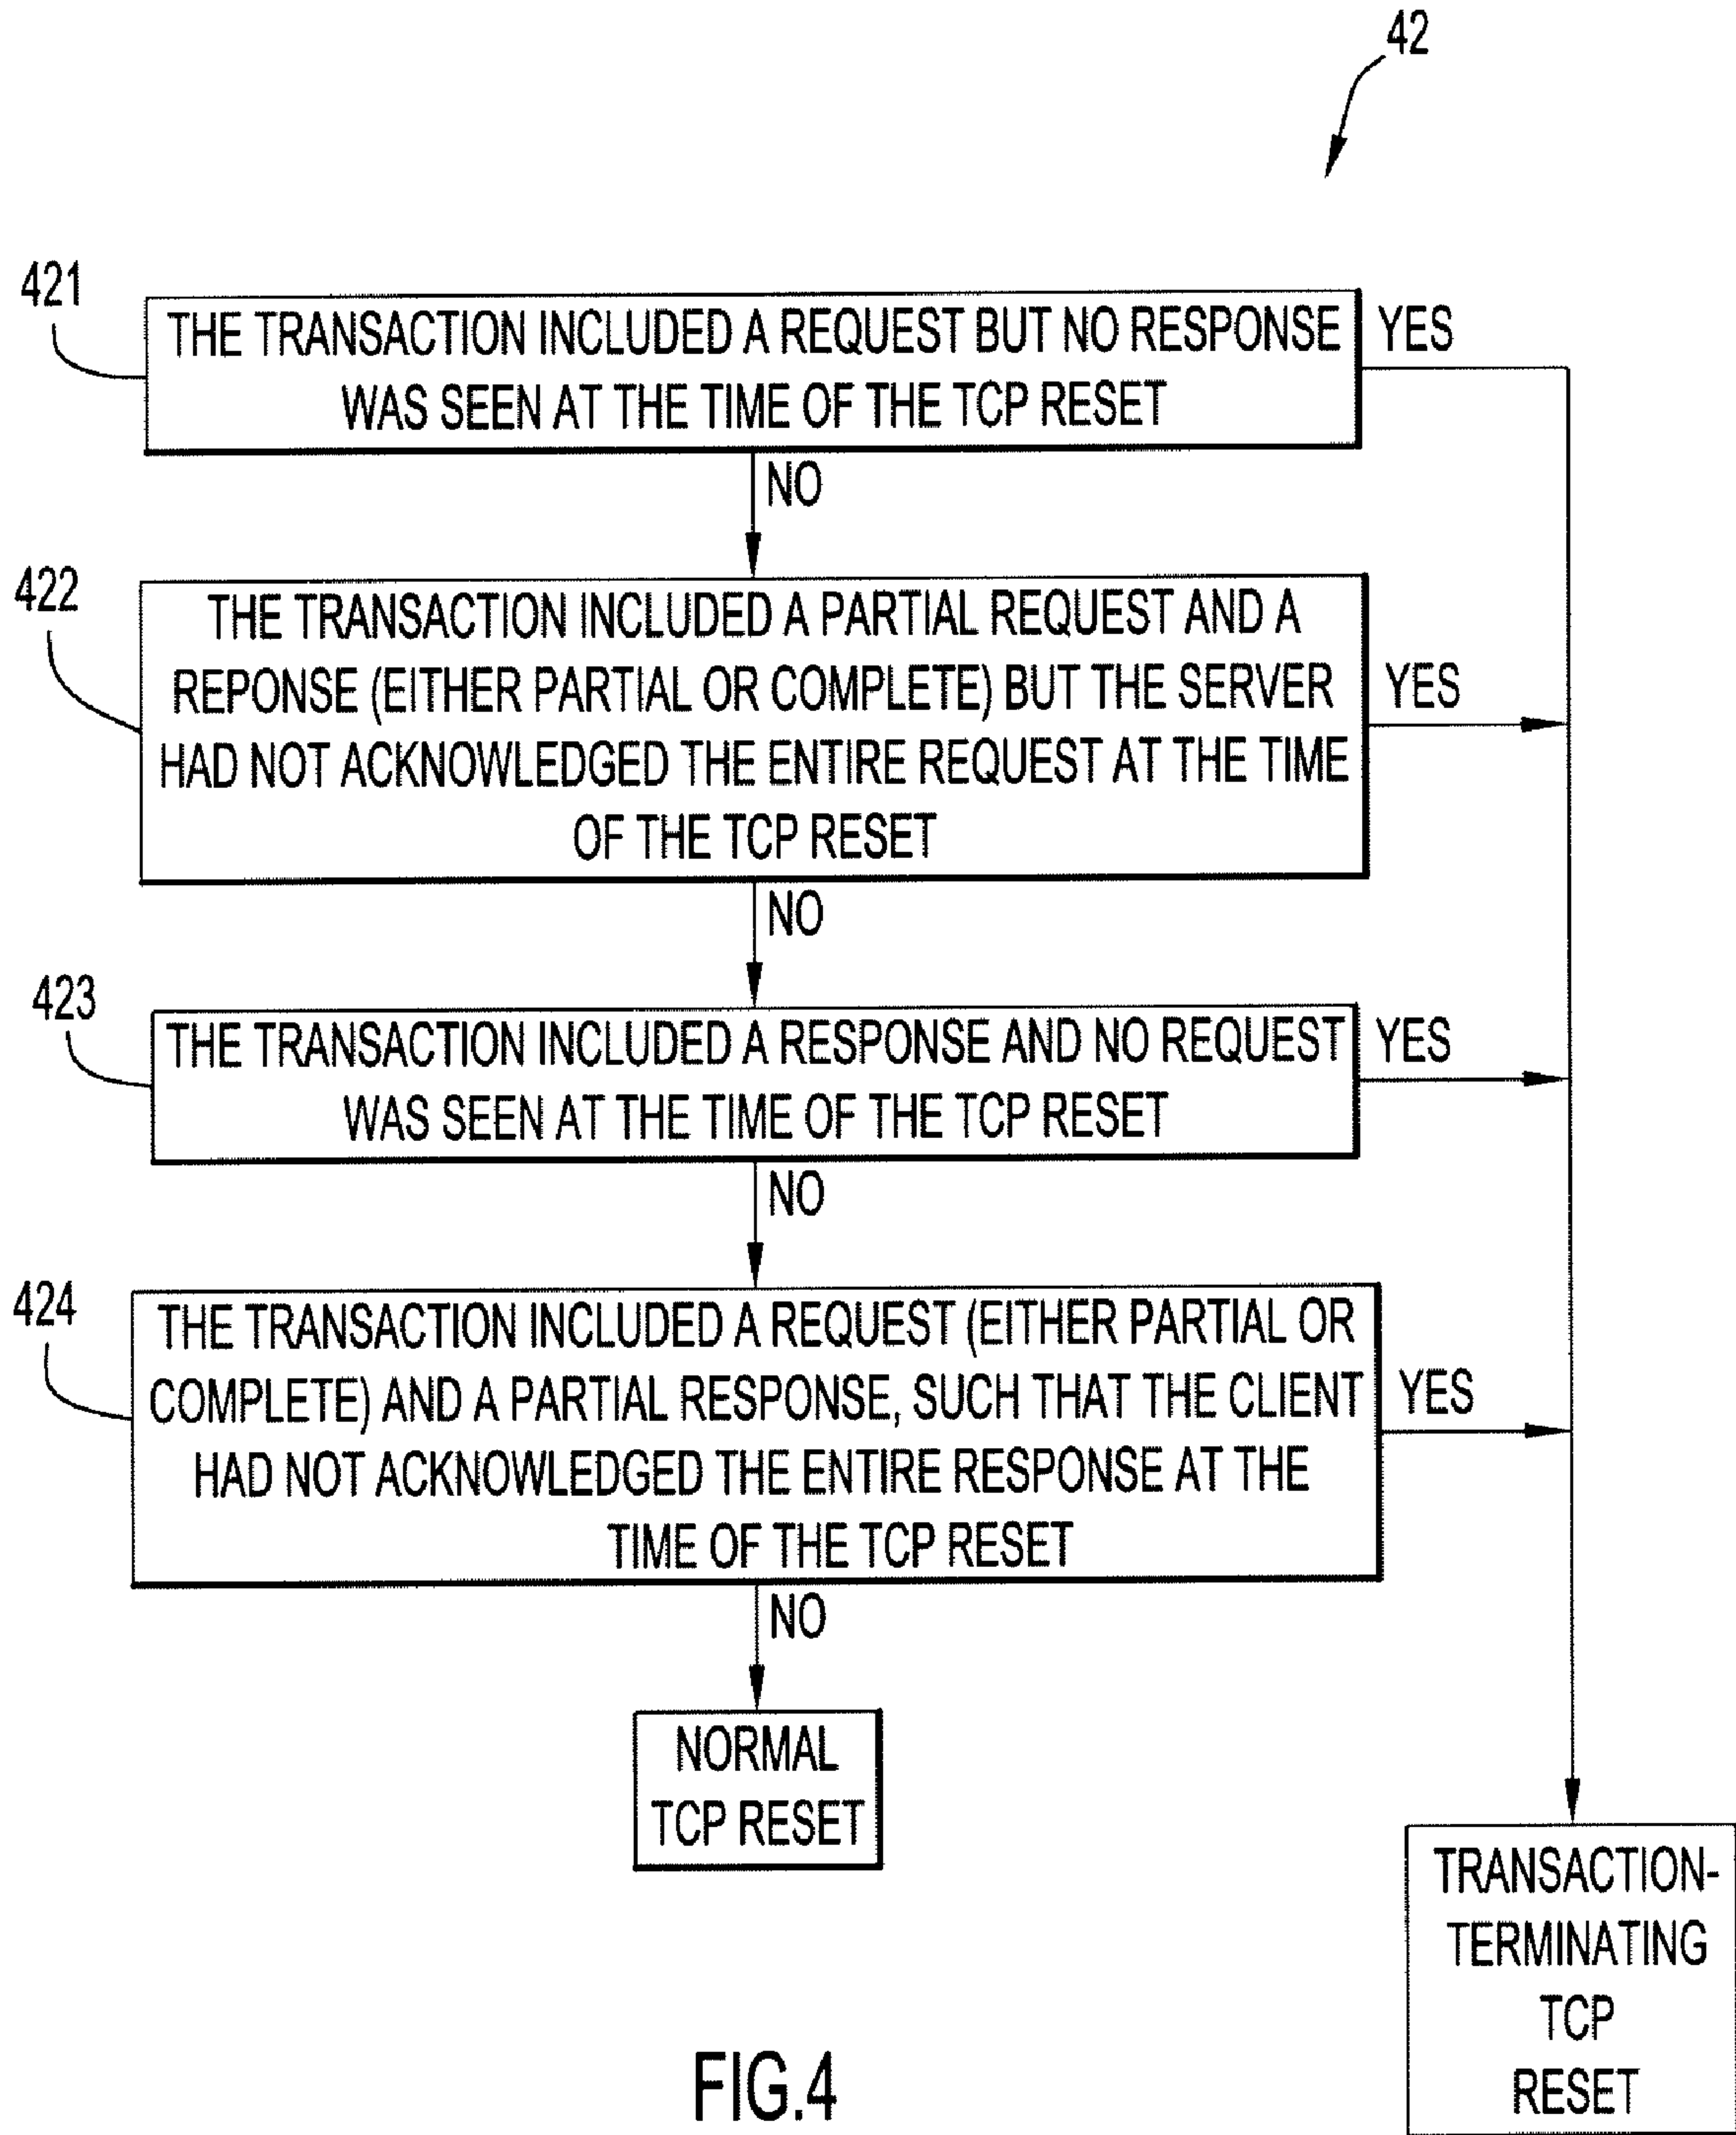 42
421
THE TRANSACTION INCLUDED A REQUEST BUT NO RESPONSE
WAS SEEN AT THE TIME OF THE TCP RESET
YES
NO
422
THE TRANSACTION INCLUDED A PARTIAL REQUEST AND A
REPONSE (EITHER PARTIAL OR COMPLETE) BUT THE SERVER
HAD NOT ACKNOWLEDGED THE ENTIRE REQUEST AT THE TIME
OF THE TCP RESET
YES
NO
423
THE TRANSACTION INCLUDED A RESPONSE AND NO REQUEST
WAS SEEN AT THE TIME OF THE TCP RESET
YES
NO
424
THE TRANSACTION INCLUDED A REQUEST (EITHER PARTIAL OR
COMPLETE) AND A PARTIAL RESPONSE, SUCH THAT THE CLIENT
HAD NOT ACKNOWLEDGED THE ENTIRE RESPONSE AT THE
TIME OF THE TCP RESET
YES
NO
NORMAL
TCP RESET
TRANSACTION-
TERMINATING
TCP
RESET
FIG.4